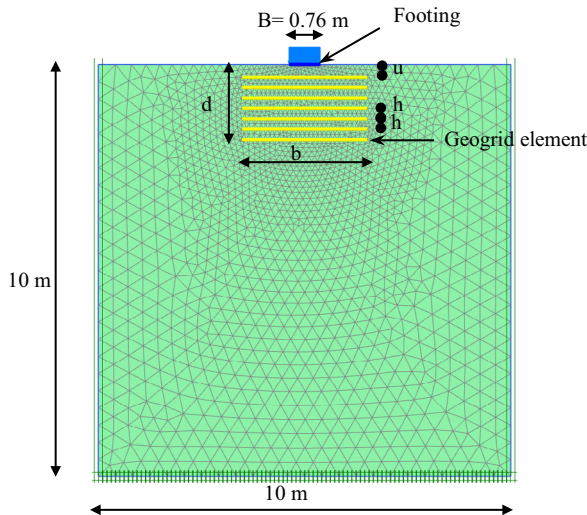 Footing
B= 0.76 m
u
d
h
h
Geogrid element
b
10 m
10 m